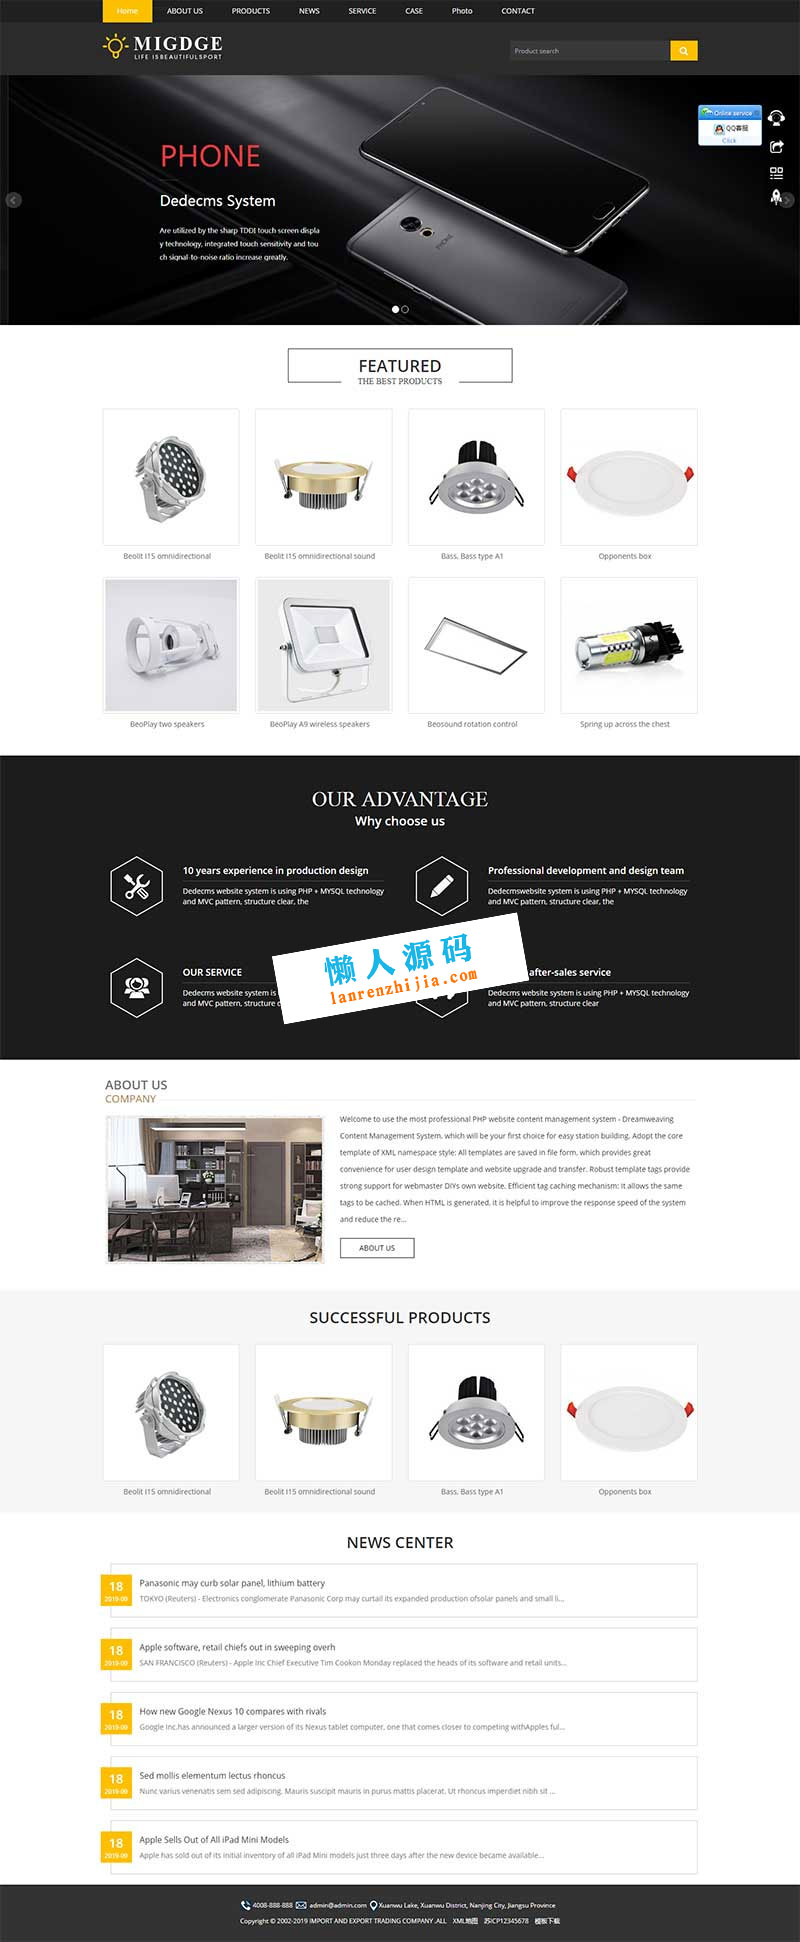 Home ABOUT US PRODUCTS NEWS SERVICE CASE Photo CONTACT
MIGDGE
LIFE ISBEAUTIFULSPORT
Product search
Online service
QQ客服
Click
PHONE
Dedecms System
Are utilized by the sharp TDDI touch screen displa
y technology, integrated touch sensitivity and tou
ch signal-to-noise ratio increase greatly.
PHONE
FEATURED
THE BEST PRODUCTS
Beolit I15 omnidirectional
Beolit I15 omnidirectional sound
Bass, Bass type A1
Opponents box
BeoPlay two speakers
BeoPlay A9 wireless speakers
Beosound rotation control
Spring up across the chest
OUR ADVANTAGE
Why choose us
10 years experience in production design
Dedecms website system is using PHP + MYSQL technology
and MVC pattern, structure clear, the
Professional development and design team
Dedecmswebsite system is using PHP + MYSQL technology
and MVC pattern, structure clear, the
OUR SERVICE
Dedecms website system is
and MVC pattern, structure
after-sales service
Dedecms website system is using PHP + MYSQL technology
and MVC pattern, structure clear
懒人源码
lanrenzhijia.com
ABOUT US
COMPANY
Welcome to use the most professional PHP website content management system - Dreamweaving
Content Management System, which will be your first choice for easy station building. Adopt the core
template of XML namespace style: All templates are saved in file form, which provides great
convenience for user design template and website upgrade and transfer. Robust template tags provide
strong support for webmaster DIYs own website. Efficient tag caching mechanism: It allows the same
tags to be cached. When HTML is generated, it is helpful to improve the response speed of the system
and reduce the re...
ABOUT US
SUCCESSFUL PRODUCTS
Beolit I15 omnidirectional
Beolit I15 omnidirectional sound
Bass, Bass type A1
Opponents box
NEWS CENTER
18
2019-09
Panasonic may curb solar panel, lithium battery
TOKYO (Reuters) - Electronics conglomerate Panasonic Corp may curtail its expanded production ofsolar panels and small li...
18
2019-09
Apple software, retail chiefs out in sweeping overh
SAN FRANCISCO (Reuters) - Apple Inc Chief Executive Tim Cookon Monday replaced the heads of its software and retail units...
18
2019-09
How new Google Nexus 10 compares with rivals
Google Inc.has announced a larger version of its Nexus tablet computer, one that comes closer to competing withApples ful...
18
2019-09
Sed mollis elementum lectus rhoncus
Nunc varius venenatis sem sed adipiscing. Mauris suscipit mauris in purus mattis placerat. Ut rhoncus imperdiet nibh sit ...
18
2019-09
Apple Sells Out of All iPad Mini Models
Apple has sold out of its initial inventory of all iPad Mini models just three days after the new device became available...
4008-888-888 admin@admin.com Xuanwu Lake, Xuanwu District, Nanjing City, Jiangsu Province
Copyright © 2002-2019 IMPORT AND EXPORT TRADING COMPANY .ALL XML地图 苏ICP12345678 模板下载